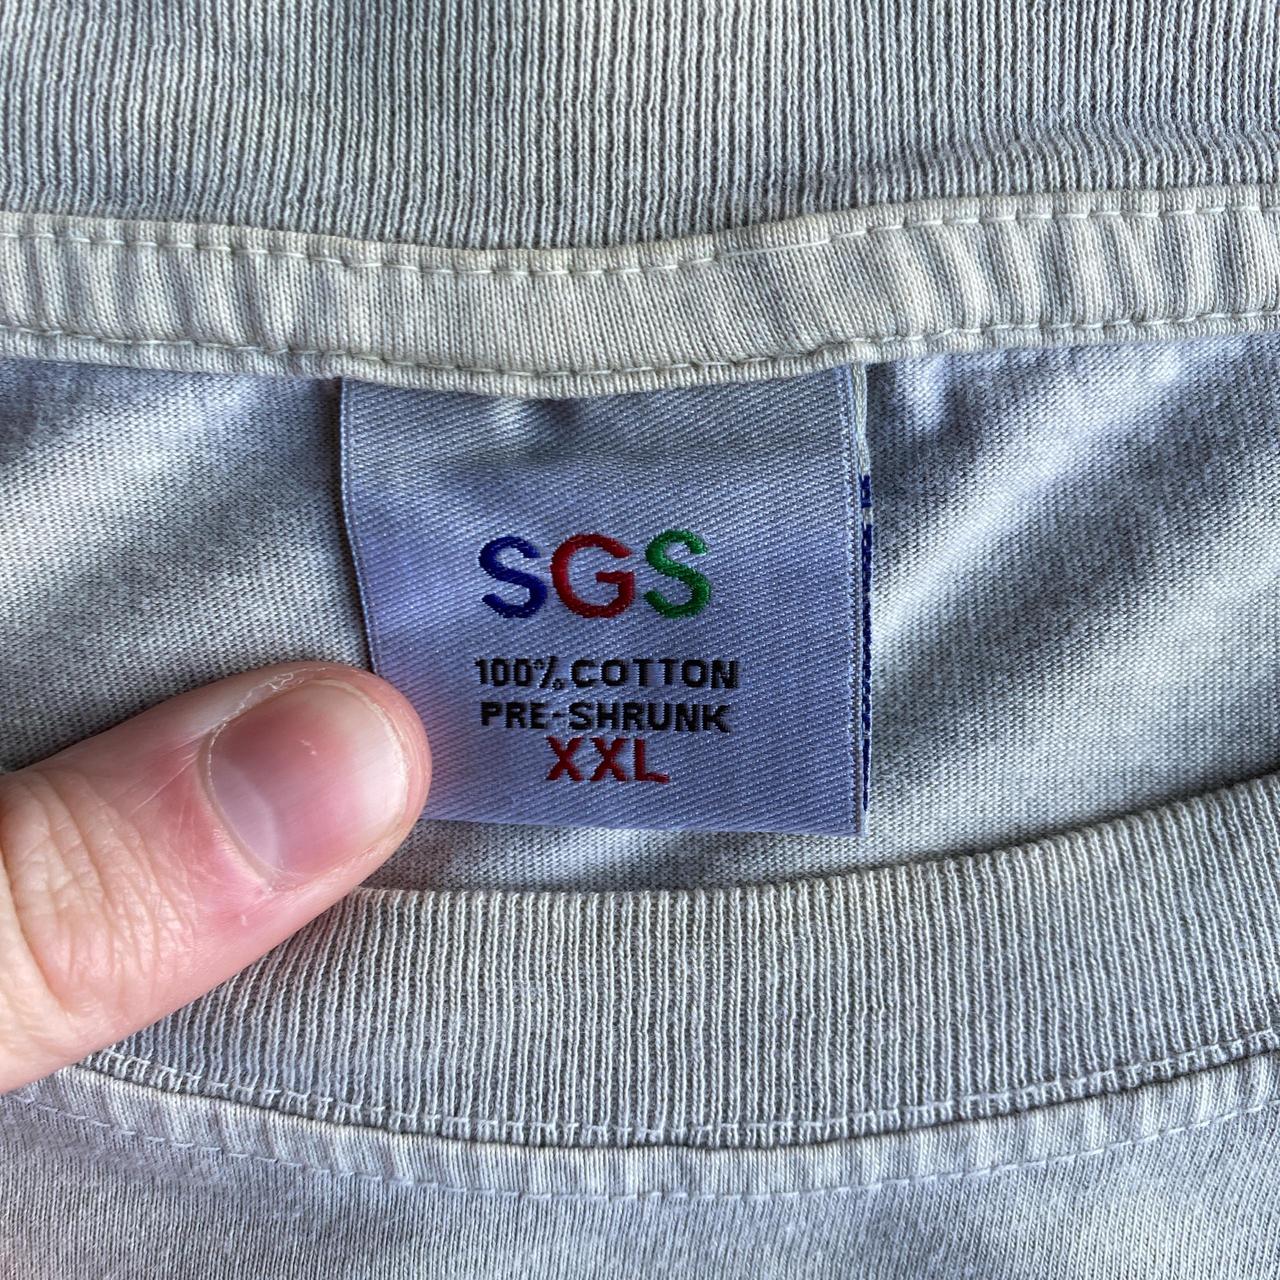 SGS
100% COTTON
PRE-SHRUNK
XXL